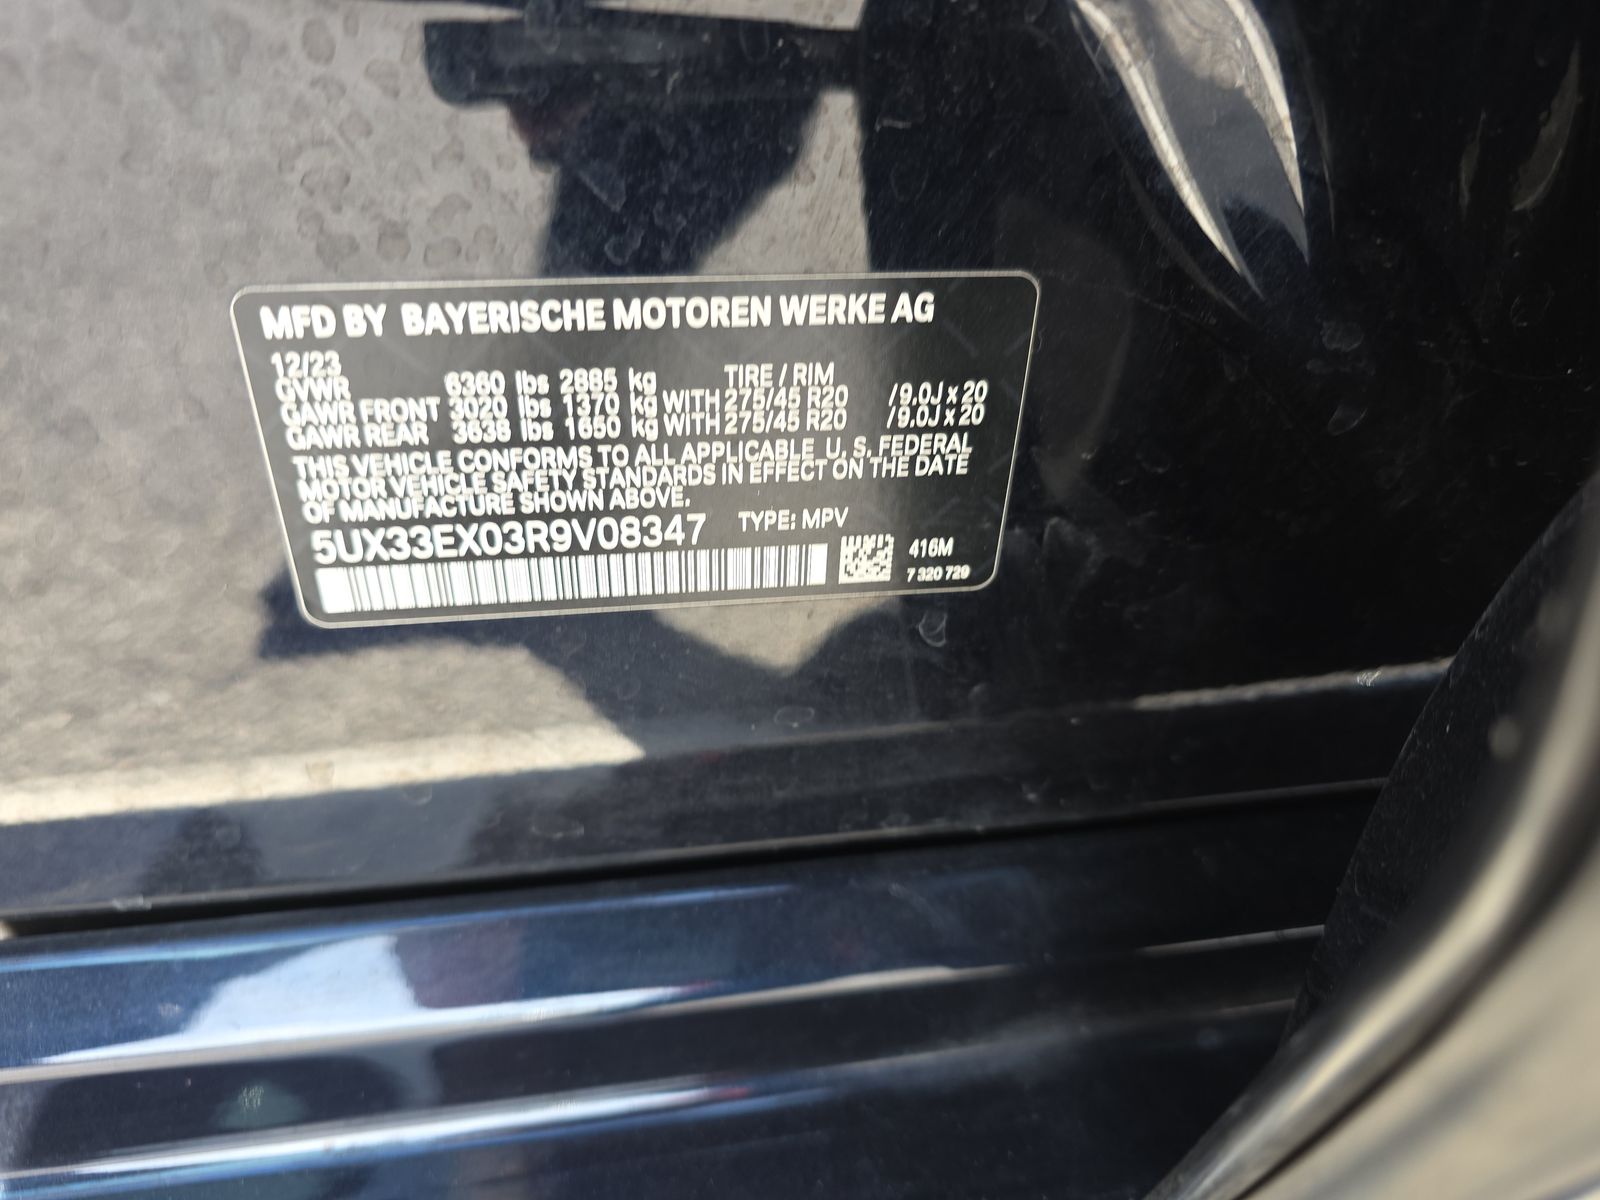 MFD BY BAYERISCHE MOTOREN WERKE AG
12/23
GVWR 6360 lbs 2885 kg TIRE / RIM
GAWR FRONT 3020 lbs 1370 kg WITH 275/45 R20 /9.0J x 20
GAWR REAR 3638 lbs 1650 kg WITH 275/45 R20 /9.0J x 20
THIS VEHICLE CONFORMS TO ALL APPLICABLE U.S. FEDERAL
MOTOR VEHICLE SAFETY STANDARDS IN EFFECT ON THE DATE
OF MANUFACTURE SHOWN ABOVE.
5UX33EX03R9V08347 TYPE: MPV
416M
7 320 729